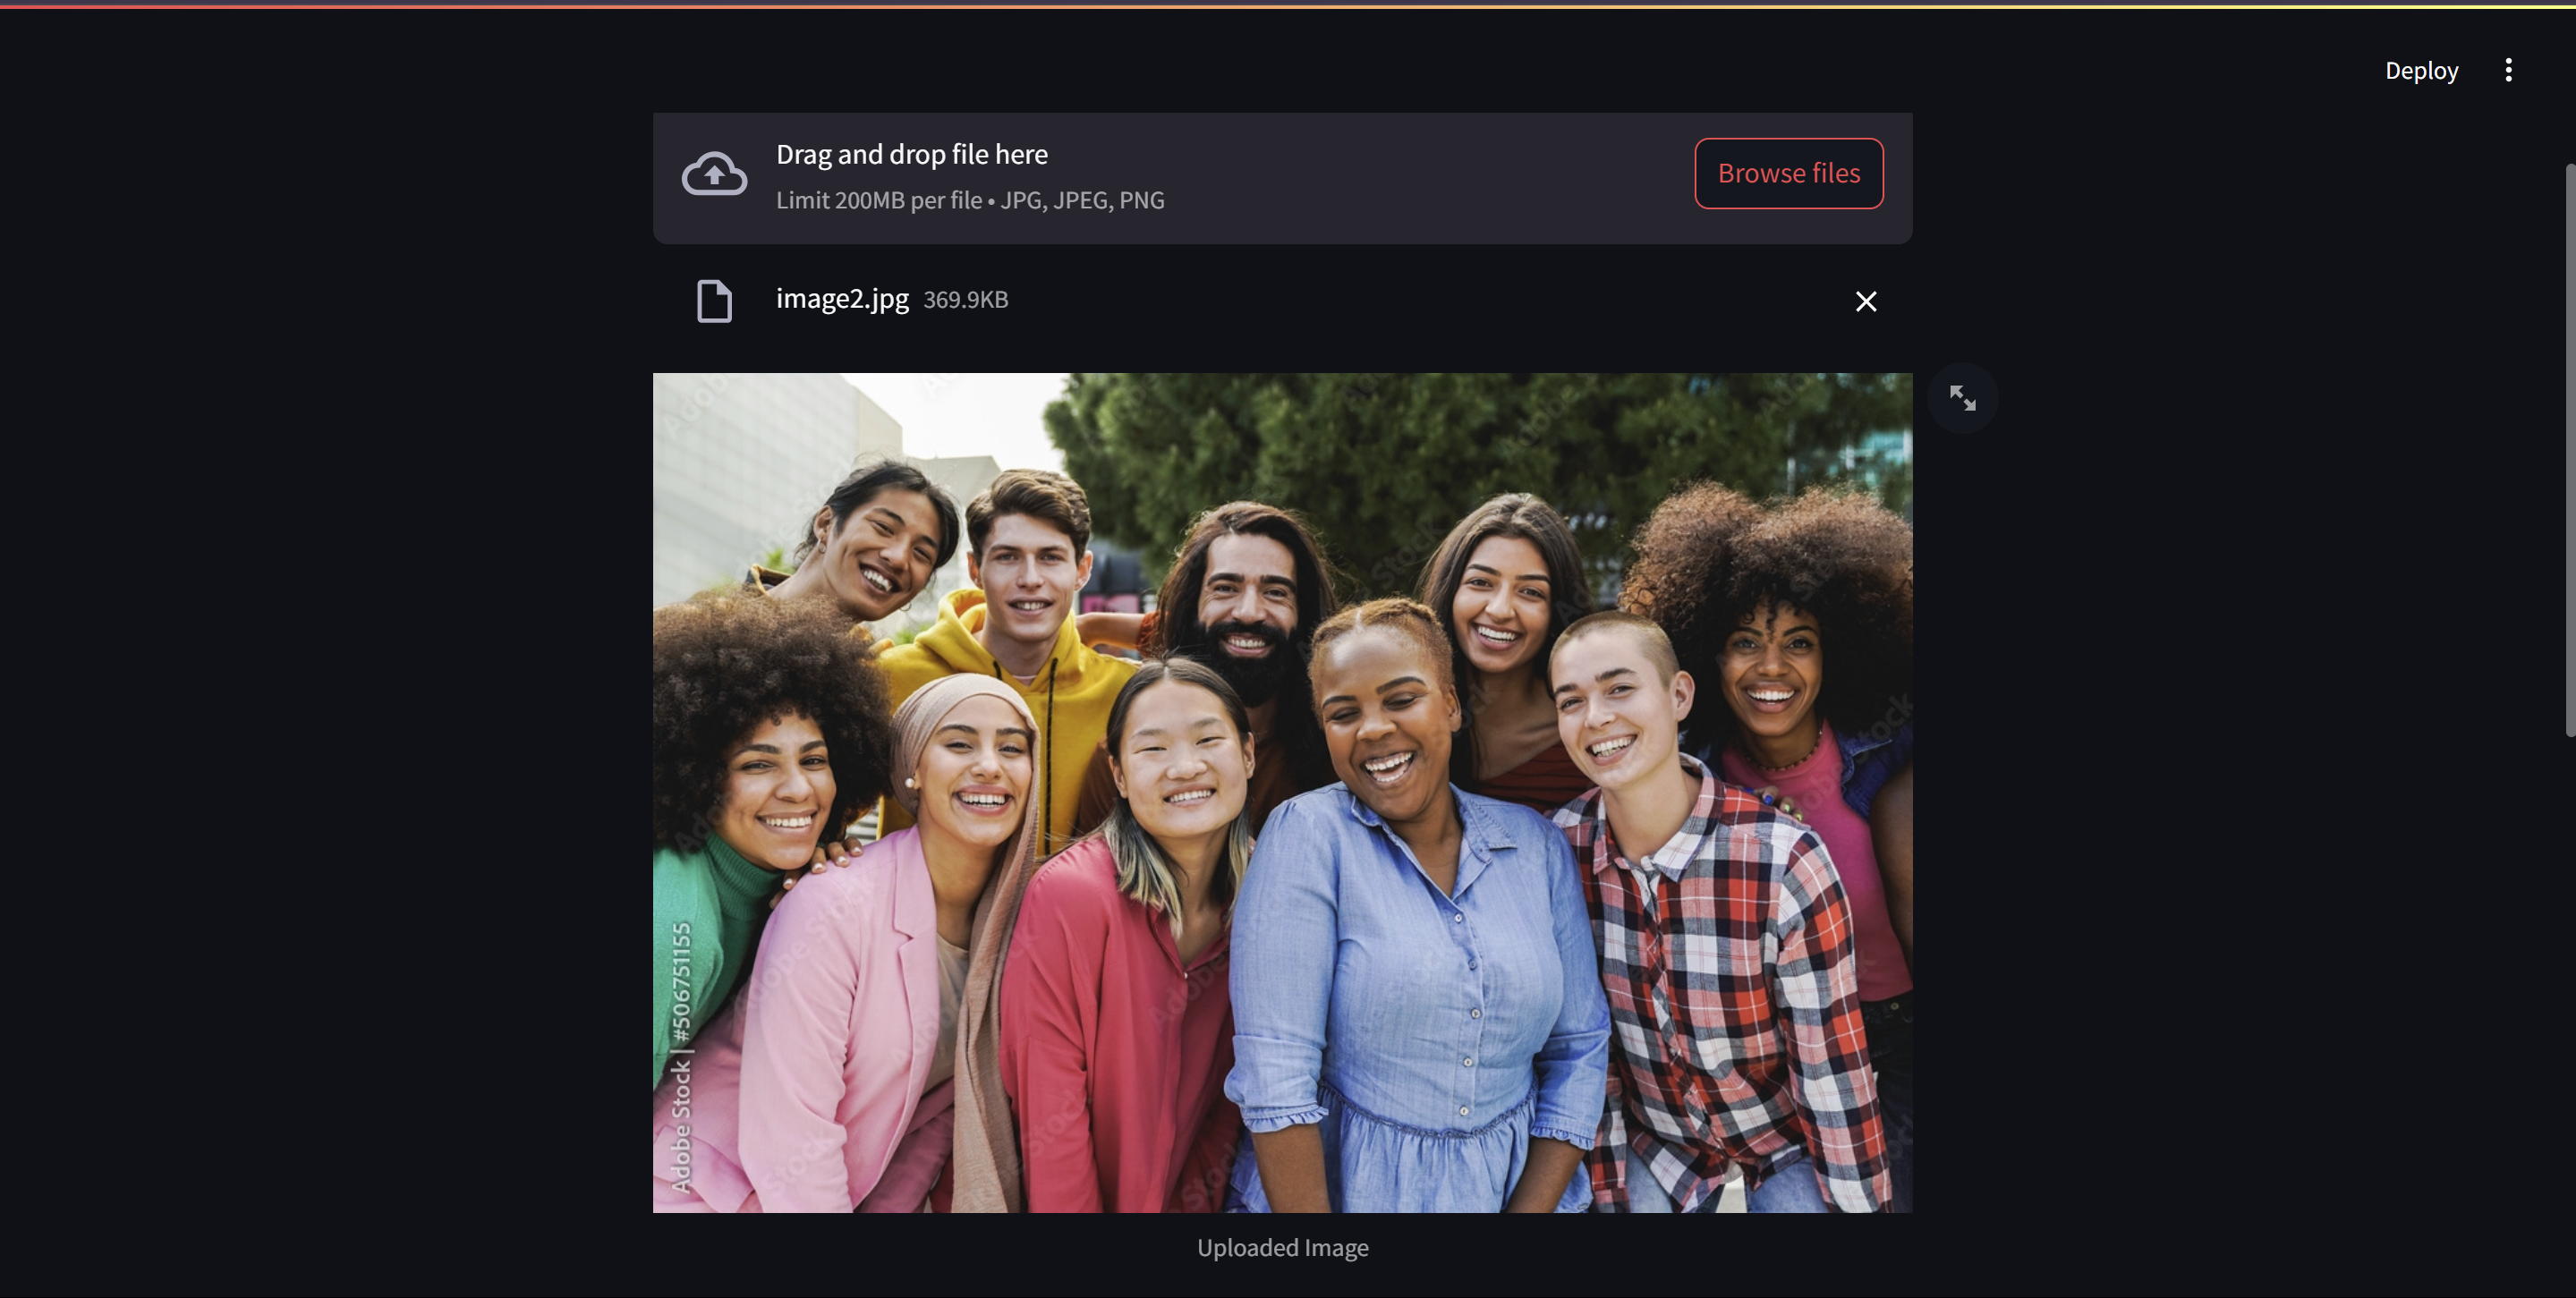 Deploy
Drag and drop file here
Limit 200MB per file • JPG, JPEG, PNG
Browse files
image2.jpg 369.9KB
Adobe Stock | #506751155
Uploaded Image